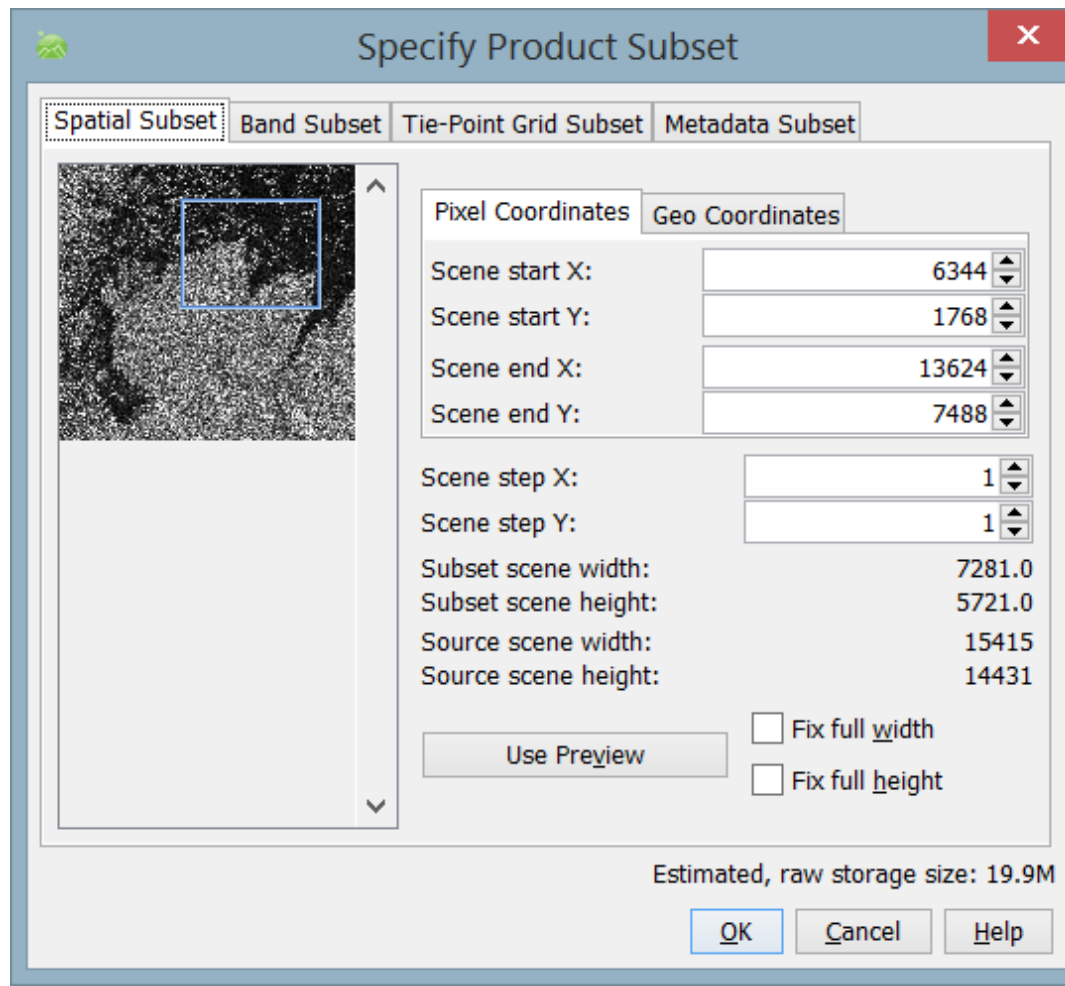 Specify Product Subset
Spatial Subset Band Subset Tie-Point Grid Subset Metadata Subset
Pixel Coordinates Geo Coordinates
Scene start X: 6344
Scene start Y: 1768
Scene end X: 13624
Scene end Y: 7488
Scene step X: 1
Scene step Y: 1
Subset scene width: 7281.0
Subset scene height: 5721.0
Source scene width: 15415
Source scene height: 14431
Use Preview
Fix full width
Fix full height
Estimated, raw storage size: 19.9M
OK Cancel Help